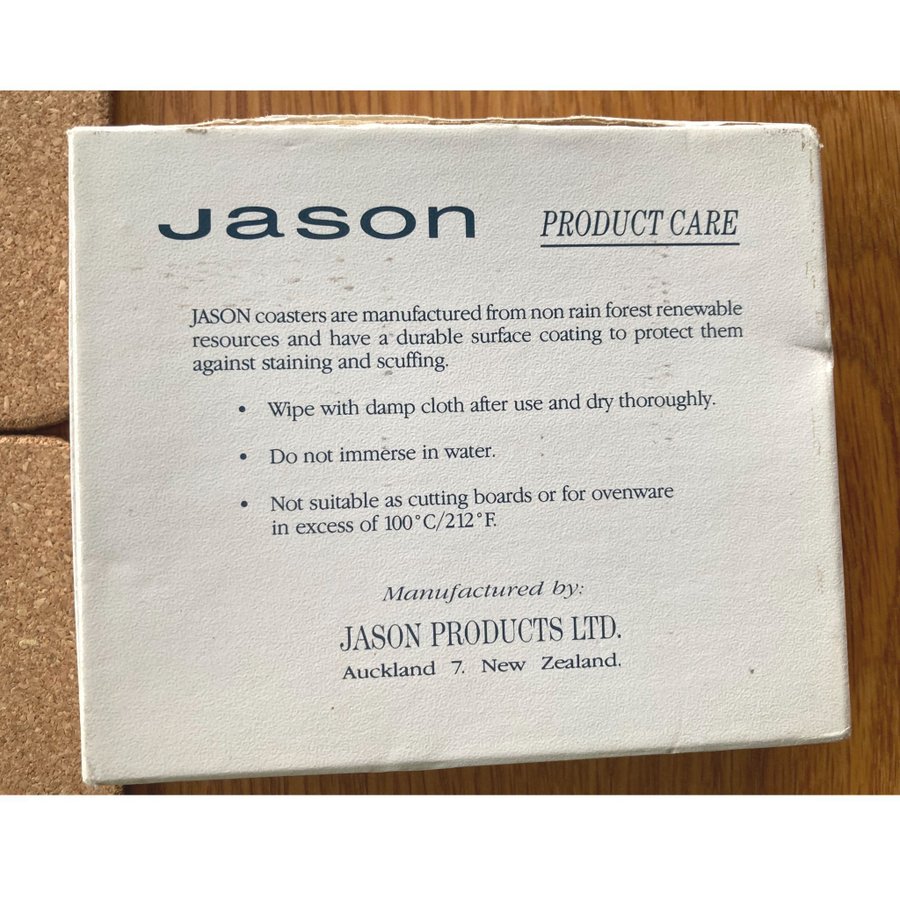 Jason PRODUCT CARE
JASON coasters are manufactured from non rain forest renewable
resources and have a durable surface coating to protect them
against staining and scuffing.
• Wipe with damp cloth after use and dry thoroughly.
• Do not immerse in water.
• Not suitable as cutting boards or for ovenware
in excess of 100°C/212°F.
Manufactured by:
JASON PRODUCTS LTD.
Auckland 7. New Zealand.